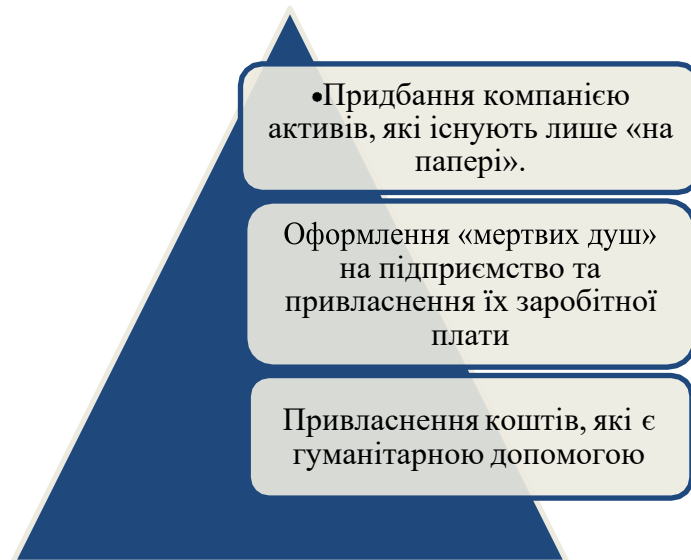 •Придбання компанією
активів, які існують лише «на
папері».
Оформлення «мертвих душ»
на підприємство та
привласнення їх заробітної
плати
Привласнення коштів, які є
гуманітарною допомогою